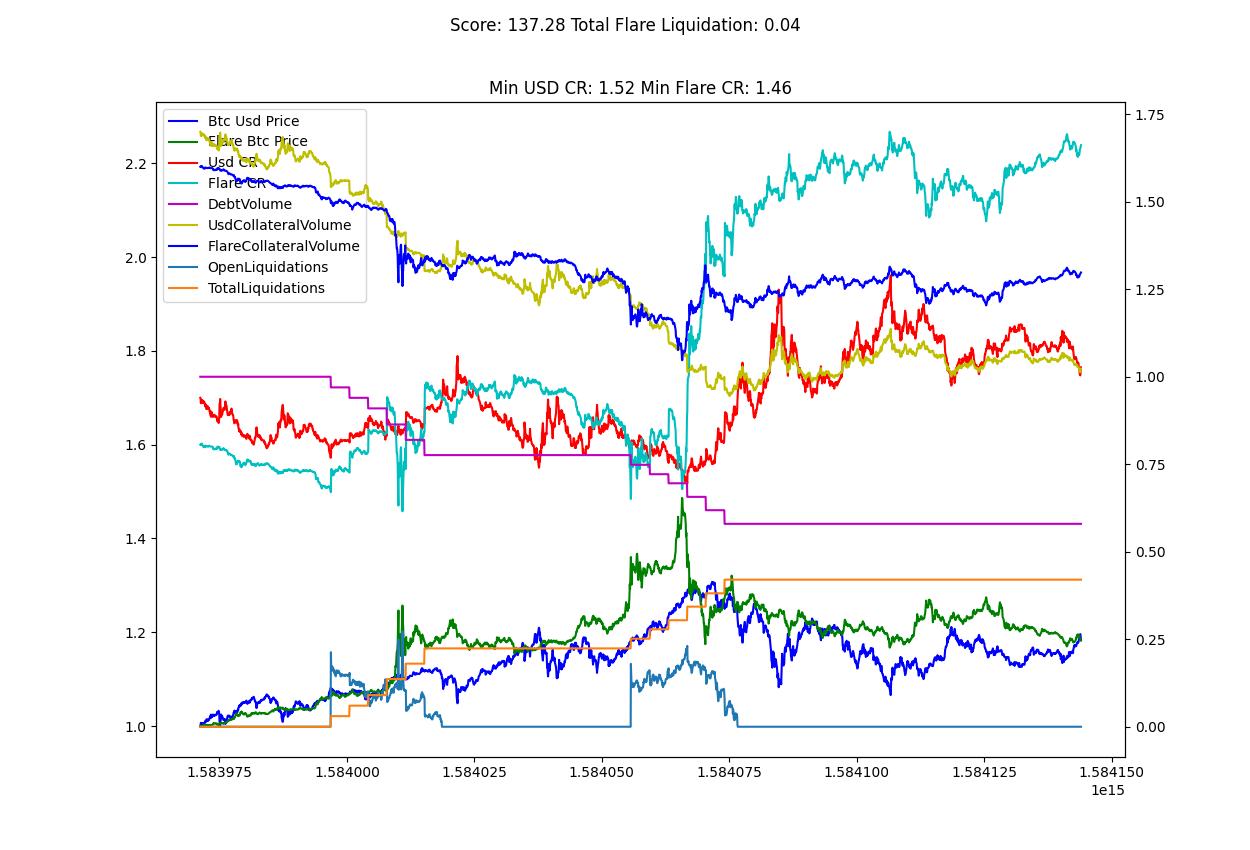 Score: 137.28 Total Flare Liquidation: 0.04
Min USD CR: 1.52 Min Flare CR: 1.46
Btc Usd Price
Flare Btc Price
Usd CR
Flare CR
DebtVolume
UsdCollateralVolume
FlareCollateralVolume
OpenLiquidations
TotalLiquidations
2.2
2.0
1.8
1.6
1.4
1.2
1.0
1.75
1.50
1.25
1.00
0.75
0.50
0.25
0.00
1.583975 1.584000 1.584025 1.584050 1.584075 1.584100 1.584125 1.584150
1e15